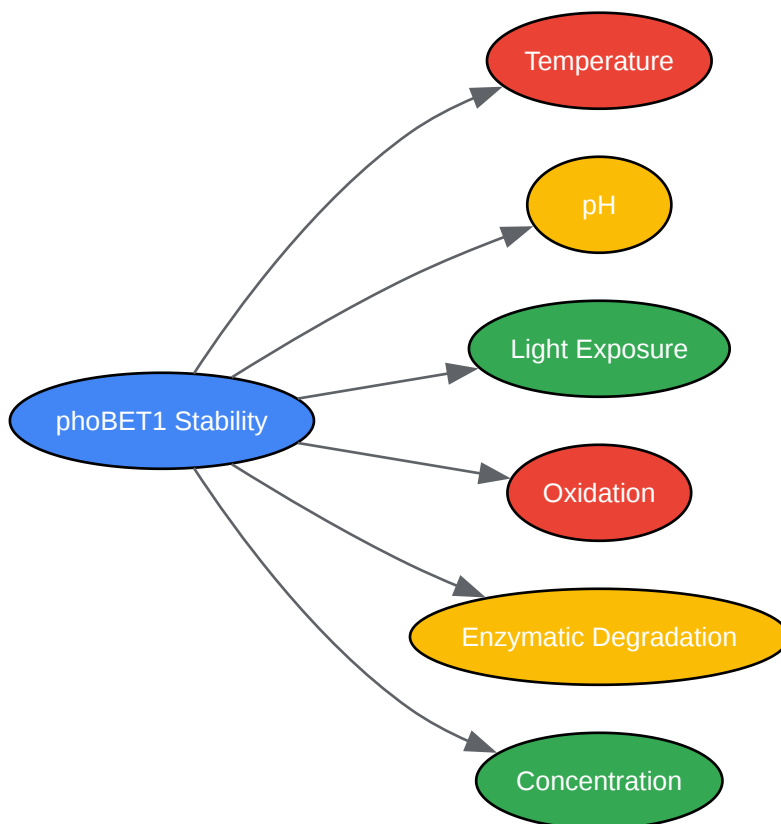 Temperature
pH
Light Exposure
phoBET1 Stability
Oxidation
Enzymatic Degradation
Concentration